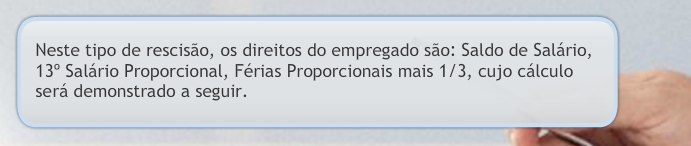 Neste tipo de rescisão, os direitos do empregado são: Saldo de Salário,
13º Salário Proporcional, Férias Proporcionais mais 1/3, cujo cálculo
será demonstrado a seguir.